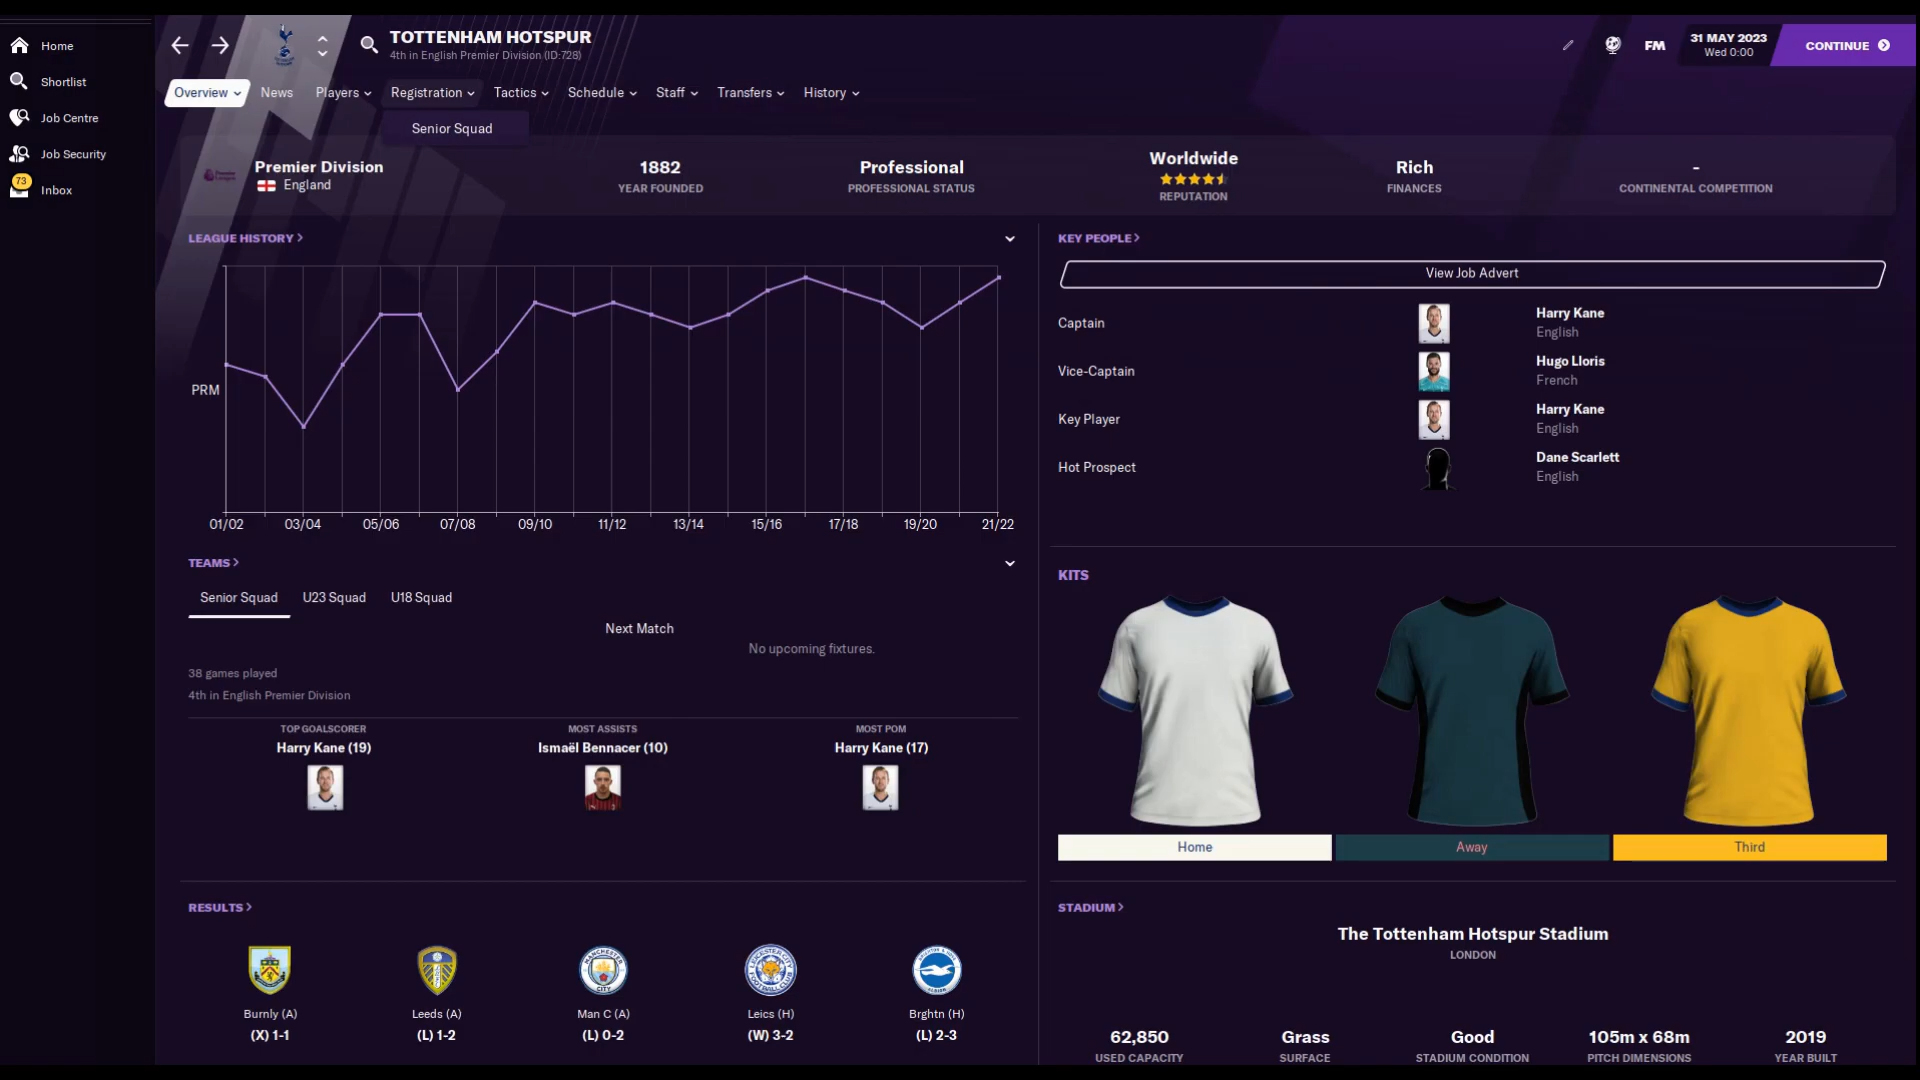 Home
Shortlist
Job Centre
Job Security
73
Inbox
TOTTENHAM HOTSPUR
4th in English Premier Division (ID:728)
FM
31 MAY 2023
Wed 0:00
CONTINUE
Overview
News
Players
Registration
Tactics
Schedule
Staff
Transfers
History
Senior Squad
Premier Division
England
1882
YEAR FOUNDED
Professional
PROFESSIONAL STATUS
Worldwide
REPUTATION
Rich
FINANCES
-
CONTINENTAL COMPETITION
LEAGUE HISTORY
PRM
01/02 03/04 05/06 07/08 09/10 11/12 13/14 15/16 17/18 19/20 21/22
TEAMS
Senior Squad U23 Squad U18 Squad
Next Match
No upcoming fixtures.
38 games played
4th in English Premier Division
TOP GOALSCORER
Harry Kane (19)
MOST ASSISTS
Ismaël Bennacer (10)
MOST POM
Harry Kane (17)
RESULTS
Burnly (A)
(X) 1-1
Leeds (A)
(L) 1-2
Man C (A)
(L) 0-2
Leics (H)
(W) 3-2
Brghtn (H)
(L) 2-3
KEY PEOPLE
View Job Advert
Captain
Harry Kane
English
Vice-Captain
Hugo Lloris
French
Key Player
Harry Kane
English
Hot Prospect
Dane Scarlett
English
KITS
Home
Away
Third
STADIUM
The Tottenham Hotspur Stadium
LONDON
62,850
USED CAPACITY
Grass
SURFACE
Good
STADIUM CONDITION
105m x 68m
PITCH DIMENSIONS
2019
YEAR BUILT